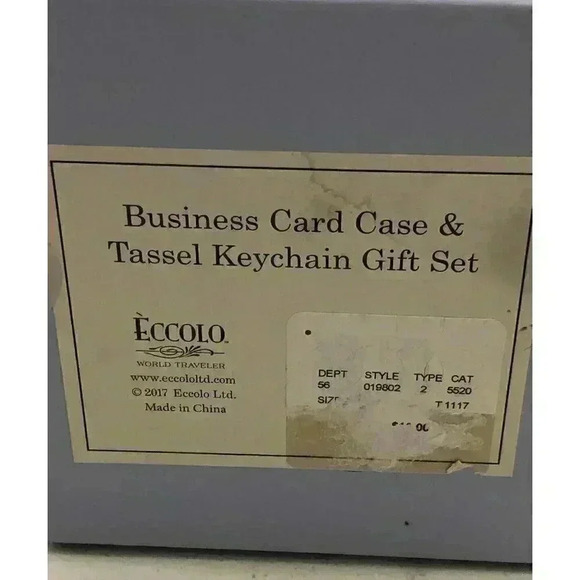 Business Card Case &
Tassel Keychain Gift Set
ÈCCOLO™
WORLD TRAVELER
www.eccololtd.com
© 2017 Eccolo Ltd.
Made in China
DEPT STYLE TYPE CAT
56 019802 2 5520
T1117